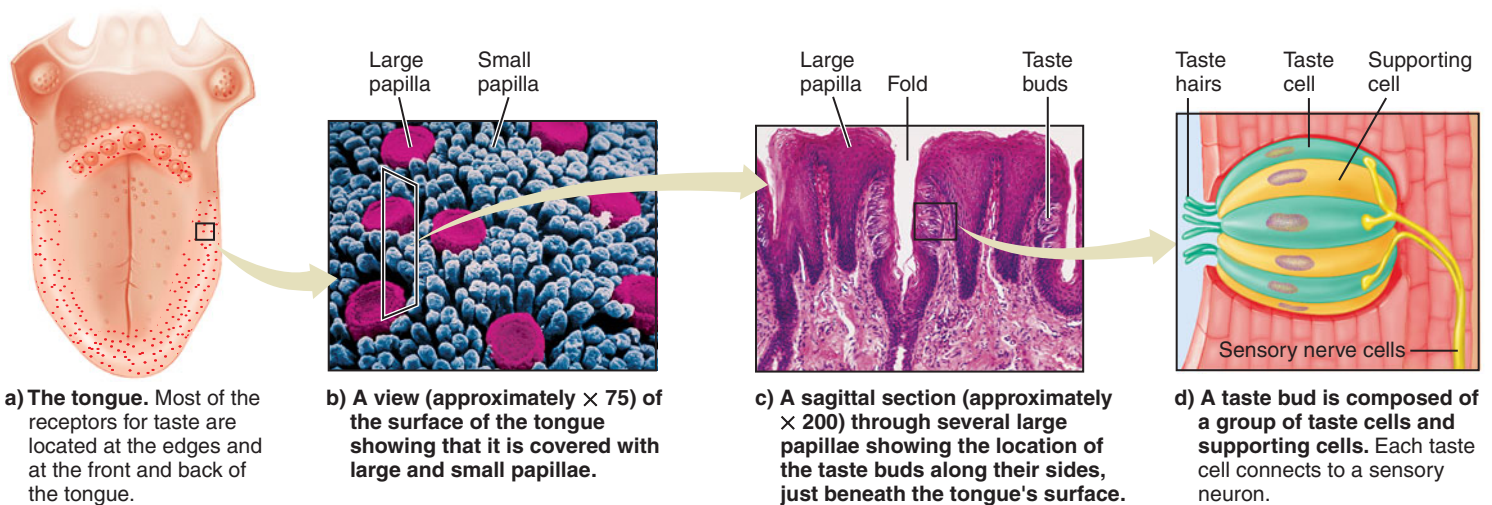 Large
papilla
Small
papilla
Large
papilla
Fold
Taste
buds
Taste
hairs
Taste
cell
Supporting
cell
Sensory nerve cells
a) The tongue. Most of the
receptors for taste are
located at the edges and
at the front and back of
the tongue.
b) A view (approximately × 75) of
the surface of the tongue
showing that it is covered with
large and small papillae.
c) A sagittal section (approximately
× 200) through several large
papillae showing the location of
the taste buds along their sides,
just beneath the tongue's surface.
d) A taste bud is composed of
a group of taste cells and
supporting cells. Each taste
cell connects to a sensory
neuron.